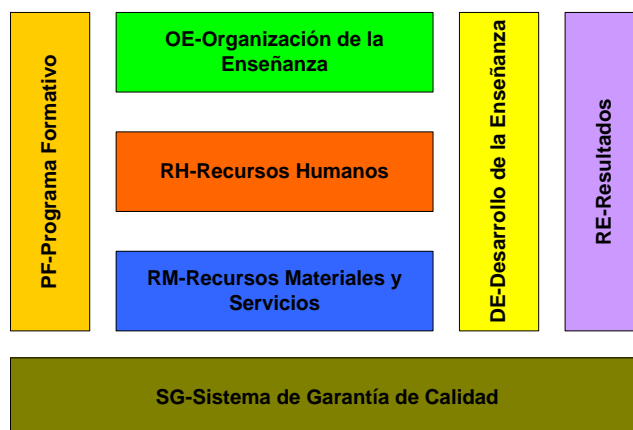 PF-Programa Formativo
OE-Organización de la
Enseñanza
RH-Recursos Humanos
RM-Recursos Materiales y
Servicios
DE-Desarrollo de la Enseñanza
RE-Resultados
SG-Sistema de Garantía de Calidad